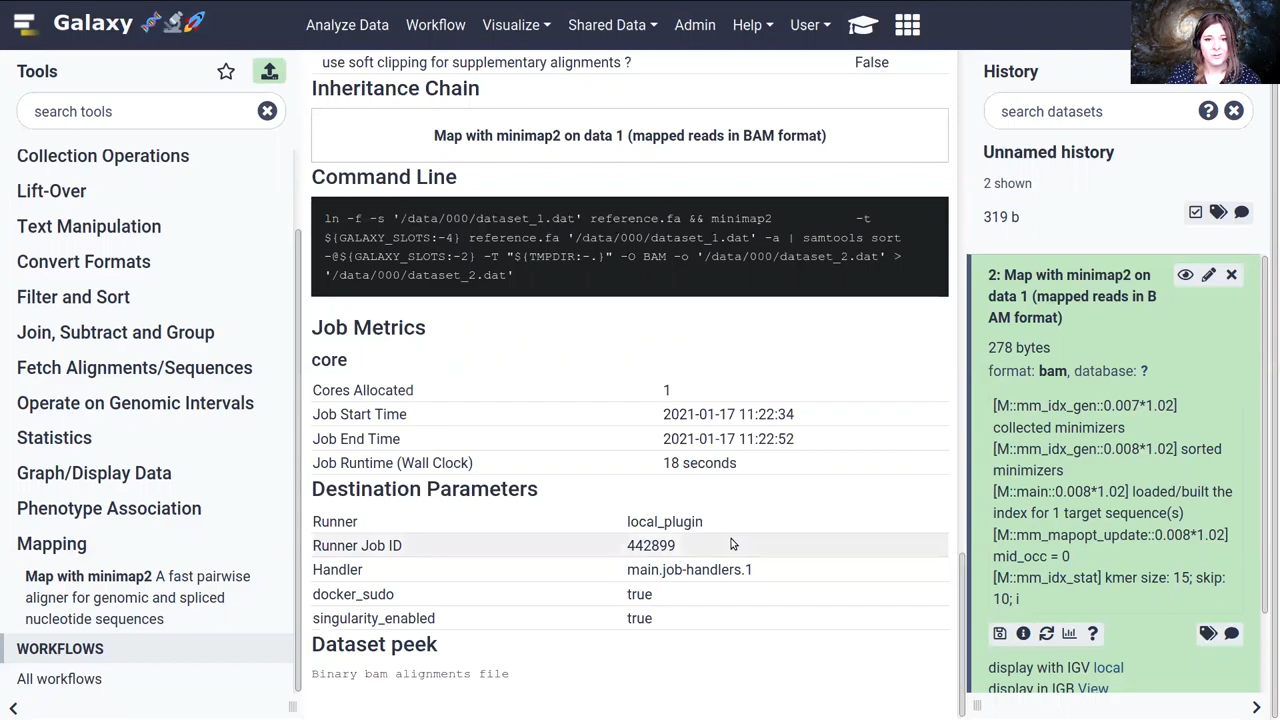 Galaxy
Analyze Data
Workflow
Visualize
Shared Data
Admin
Help
User
Tools
search tools
Collection Operations
Lift-Over
Text Manipulation
Convert Formats
Filter and Sort
Join, Subtract and Group
Fetch Alignments/Sequences
Operate on Genomic Intervals
Statistics
Graph/Display Data
Phenotype Association
Mapping
Map with minimap2 A fast pairwise
aligner for genomic and spliced
nucleotide sequences
WORKFLOWS
All workflows
use soft clipping for supplementary alignments ? False
Inheritance Chain
Map with minimap2 on data 1 (mapped reads in BAM format)
Command Line
ln -f -s '/data/000/dataset_1.dat' reference.fa && minimap2 -t
${GALAXY_SLOTS:-4} reference.fa '/data/000/dataset_1.dat' -a | samtools sort
-@${GALAXY_SLOTS:-2} -T "${TMPDIR:-.}" -O BAM -o '/data/000/dataset_2.dat' >
'/data/000/dataset_2.dat'
Job Metrics
core
Cores Allocated 1
Job Start Time 2021-01-17 11:22:34
Job End Time 2021-01-17 11:22:52
Job Runtime (Wall Clock) 18 seconds
Destination Parameters
Runner local_plugin
Runner Job ID 442899
Handler main.job-handlers.1
docker_sudo true
singularity_enabled true
Dataset peek
Binary bam alignments file
History
search datasets
Unnamed history
2 shown
319 b
2: Map with minimap2 on
data 1 (mapped reads in B
AM format)
278 bytes
format: bam, database: ?
[M::mm_idx_gen::0.007*1.02]
collected minimizers
[M::mm_idx_gen::0.008*1.02] sorted
minimizers
[M::main::0.008*1.02] loaded/built the
index for 1 target sequence(s)
[M::mm_mapopt_update::0.008*1.02]
mid_occ = 0
[M::mm_idx_stat] kmer size: 15; skip:
10; i
display with IGV local
display in IGB View